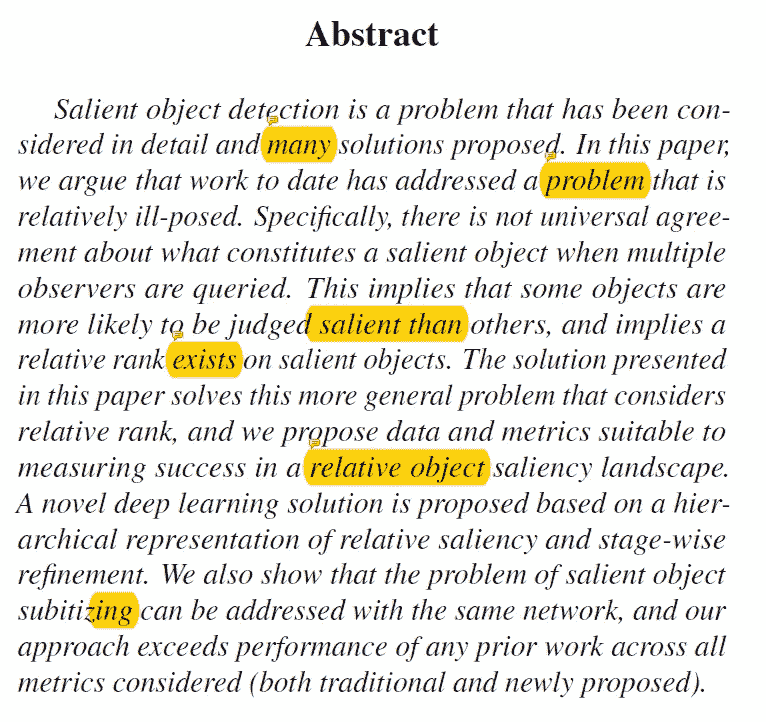 Abstract
Salient object detection is a problem that has been con-
sidered in detail and many solutions proposed. In this paper,
we argue that work to date has addressed a problem that is
relatively ill-posed. Specifically, there is not universal agree-
ment about what constitutes a salient object when multiple
observers are queried. This implies that some objects are
more likely to be judged salient than others, and implies a
relative rank exists on salient objects. The solution presented
in this paper solves this more general problem that considers
relative rank, and we propose data and metrics suitable to
measuring success in a relative object saliency landscape.
A novel deep learning solution is proposed based on a hier-
archical representation of relative saliency and stage-wise
refinement. We also show that the problem of salient object
subitizing can be addressed with the same network, and our
approach exceeds performance of any prior work across all
metrics considered (both traditional and newly proposed).